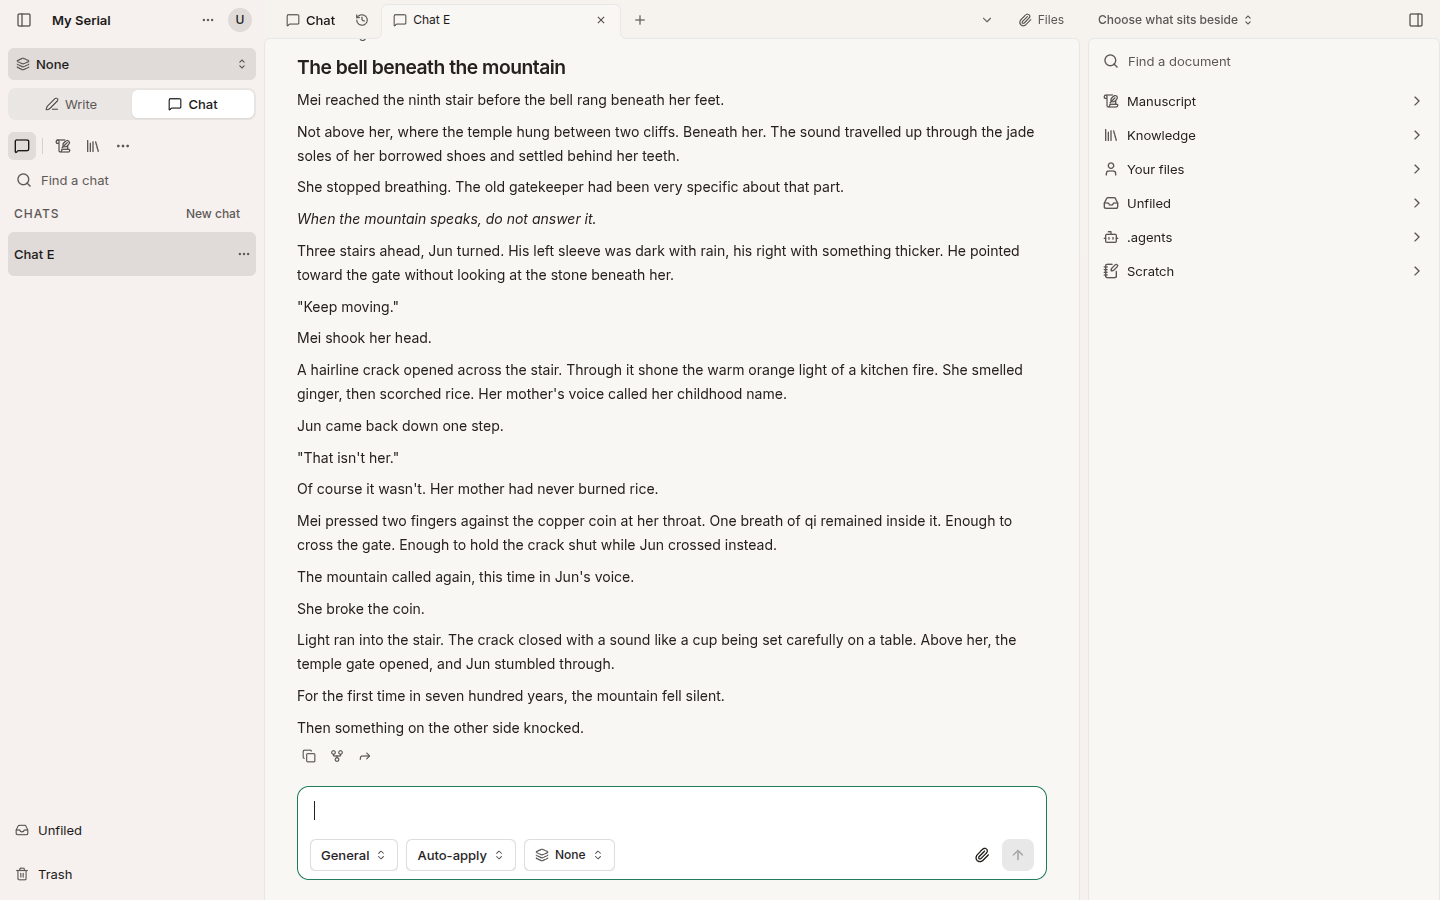 My Serial
U
Chat
Chat E
Files
Choose what sits beside
None
Write
Chat
Find a chat
CHATS
New chat
Chat E
Unfiled
Trash
The bell beneath the mountain
Mei reached the ninth stair before the bell rang beneath her feet.
Not above her, where the temple hung between two cliffs. Beneath her. The sound travelled up through the jade
soles of her borrowed shoes and settled behind her teeth.
She stopped breathing. The old gatekeeper had been very specific about that part.
When the mountain speaks, do not answer it.
Three stairs ahead, Jun turned. His left sleeve was dark with rain, his right with something thicker. He pointed
toward the gate without looking at the stone beneath her.
"Keep moving."
Mei shook her head.
A hairline crack opened across the stair. Through it shone the warm orange light of a kitchen fire. She smelled
ginger, then scorched rice. Her mother's voice called her childhood name.
Jun came back down one step.
"That isn't her."
Of course it wasn't. Her mother had never burned rice.
Mei pressed two fingers against the copper coin at her throat. One breath of qi remained inside it. Enough to
cross the gate. Enough to hold the crack shut while Jun crossed instead.
The mountain called again, this time in Jun's voice.
She broke the coin.
Light ran into the stair. The crack closed with a sound like a cup being set carefully on a table. Above her, the
temple gate opened, and Jun stumbled through.
For the first time in seven hundred years, the mountain fell silent.
Then something on the other side knocked.
General
Auto-apply
None
Find a document
Manuscript
Knowledge
Your files
Unfiled
.agents
Scratch